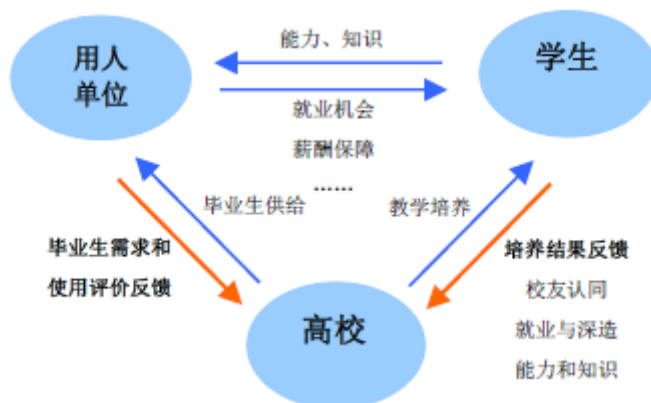 能力、知识
用人
单位
学生
就业机会
薪酬保障
……
毕业生供给
教学培养
毕业生需求和
使用评价反馈
培养结果反馈
校友认同
就业与深造
能力和知识
高校